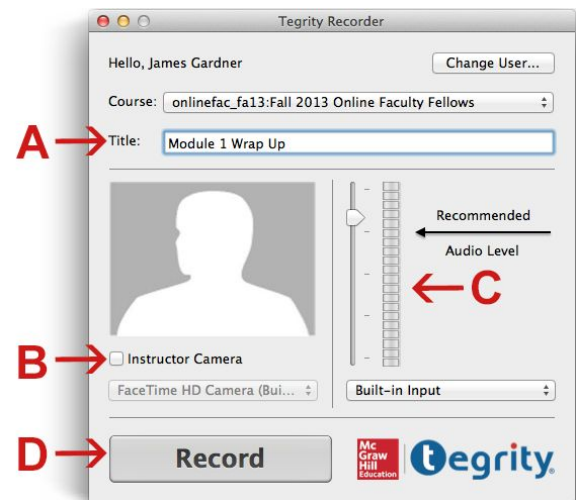 Tegrity Recorder
Hello, James Gardner
Change User...
Course: onlinefac_fa13:Fall 2013 Online Faculty Fellows
A
Title: Module 1 Wrap Up
Recommended
Audio Level
C
B
Instructor Camera
FaceTime HD Camera (Bui...
Built-in Input
D
Record
Mc
Graw
Hill
Education
tegrity